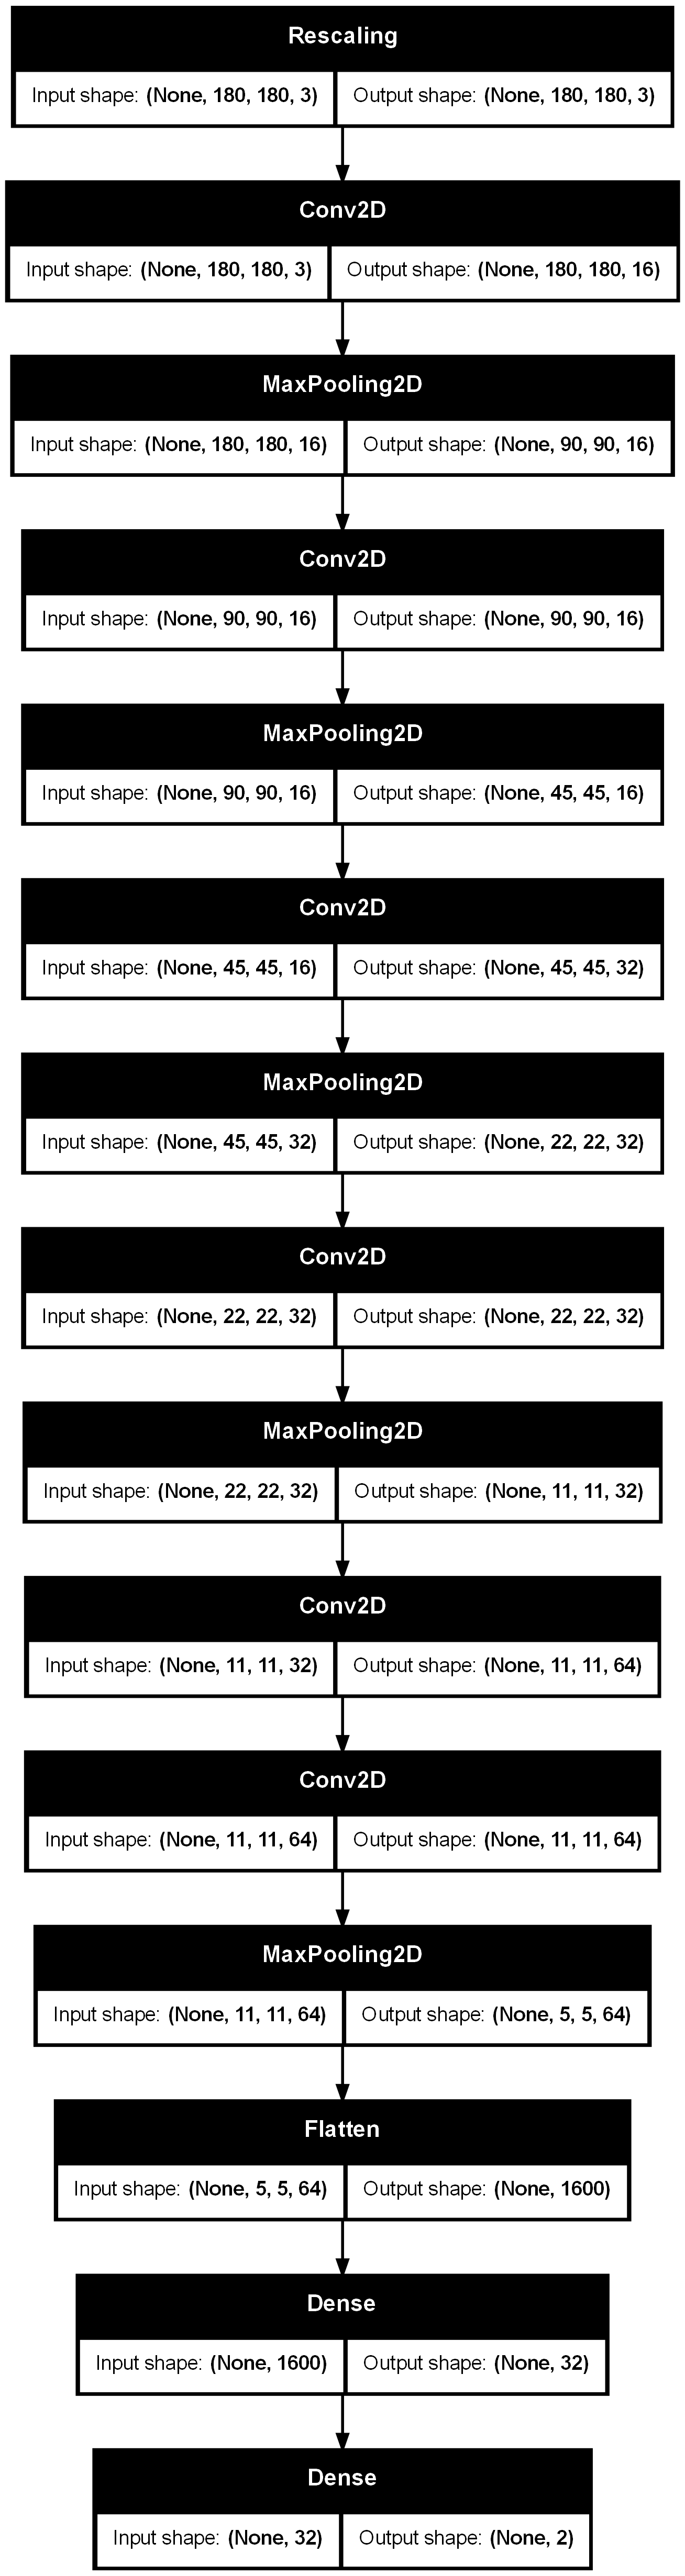 Rescaling
Input shape: (None, 180, 180, 3) Output shape: (None, 180, 180, 3)
Conv2D
Input shape: (None, 180, 180, 3) Output shape: (None, 180, 180, 16)
MaxPooling2D
Input shape: (None, 180, 180, 16) Output shape: (None, 90, 90, 16)
Conv2D
Input shape: (None, 90, 90, 16) Output shape: (None, 90, 90, 16)
MaxPooling2D
Input shape: (None, 90, 90, 16) Output shape: (None, 45, 45, 16)
Conv2D
Input shape: (None, 45, 45, 16) Output shape: (None, 45, 45, 32)
MaxPooling2D
Input shape: (None, 45, 45, 32) Output shape: (None, 22, 22, 32)
Conv2D
Input shape: (None, 22, 22, 32) Output shape: (None, 22, 22, 32)
MaxPooling2D
Input shape: (None, 22, 22, 32) Output shape: (None, 11, 11, 32)
Conv2D
Input shape: (None, 11, 11, 32) Output shape: (None, 11, 11, 64)
Conv2D
Input shape: (None, 11, 11, 64) Output shape: (None, 11, 11, 64)
MaxPooling2D
Input shape: (None, 11, 11, 64) Output shape: (None, 5, 5, 64)
Flatten
Input shape: (None, 5, 5, 64) Output shape: (None, 1600)
Dense
Input shape: (None, 1600) Output shape: (None, 32)
Dense
Input shape: (None, 32) Output shape: (None, 2)